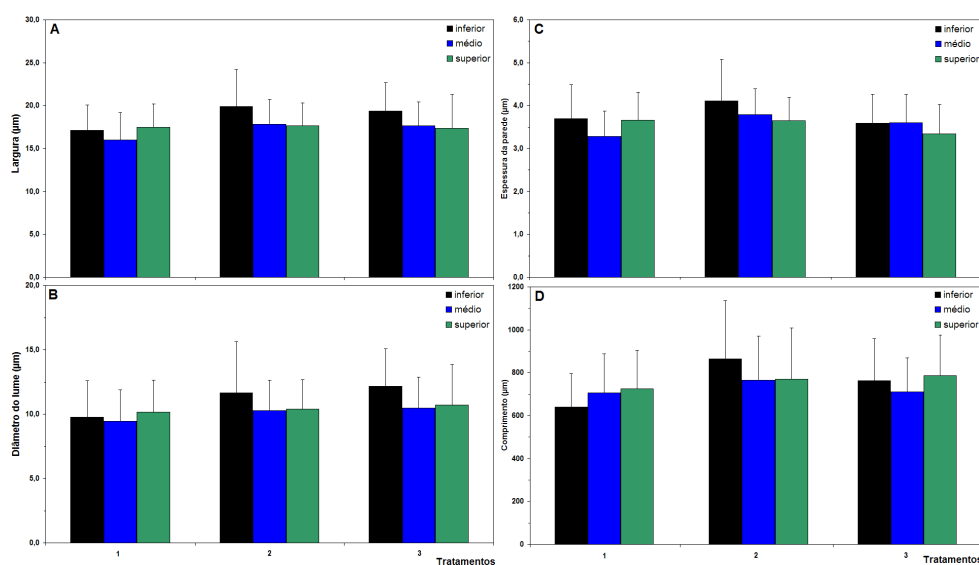 A
inferior
médio
superior
Largura (µm)
30,0
25,0
20,0
15,0
10,0
5,0
0,0
C
inferior
médio
superior
Espessura da parede (µm)
6,0
5,0
4,0
3,0
2,0
1,0
0,0
B
inferior
médio
superior
Diâmetro do lume (µm)
20,0
15,0
10,0
5,0
0,0
1 2 3 Tratamentos
D
inferior
médio
superior
Comprimento (µm)
1200
1000
800
600
400
200
0
1 2 3 Tratamentos